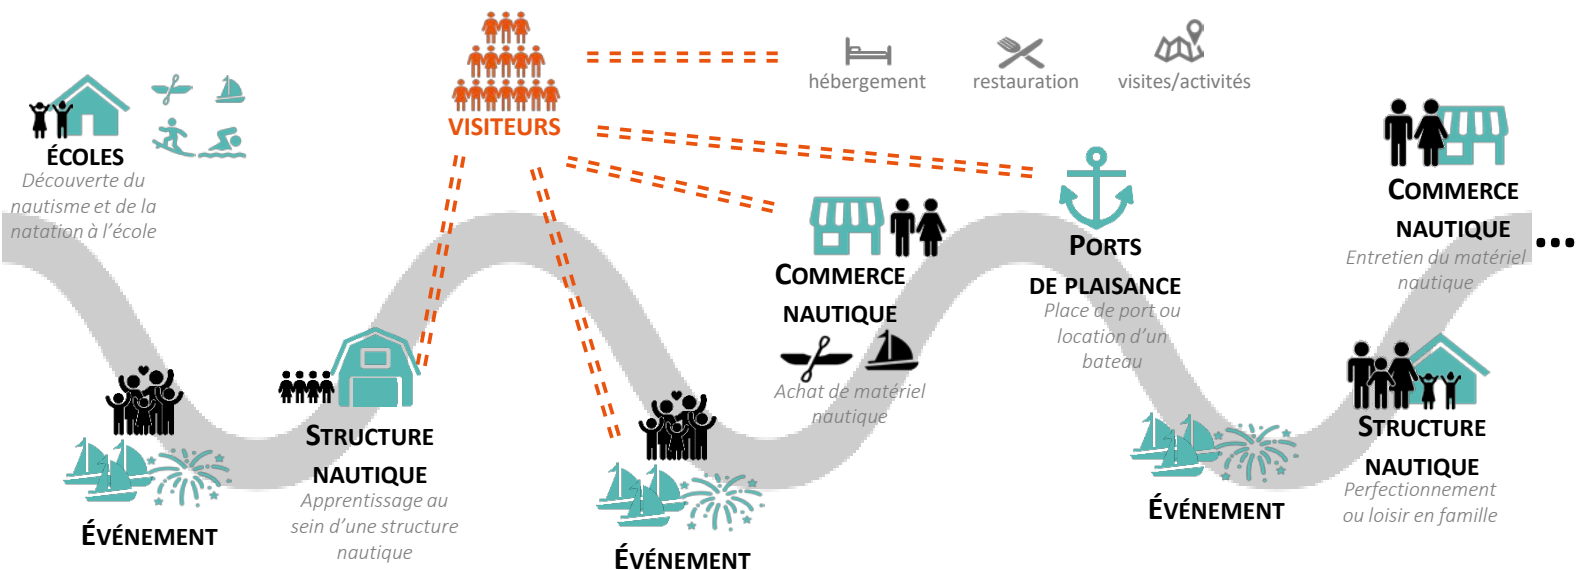 VISITEURS
hébergement
restauration
visites/activités
ÉCOLES
Découverte du
nautisme et de la
natation à l'école
ÉVÉNEMENT
STRUCTURE
NAUTIQUE
Apprentissage au
sein d'une structure
nautique
ÉVÉNEMENT
COMMERCE
NAUTIQUE
Achat de matériel
nautique
PORTS
DE PLAISANCE
Place de port ou
location d'un
bateau
ÉVÉNEMENT
COMMERCE
NAUTIQUE
Entretien du matériel
nautique
...
STRUCTURE
NAUTIQUE
Perfectionnement
ou loisir en famille